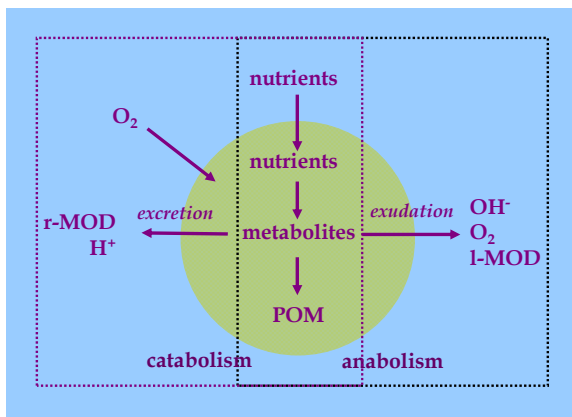 nutrients
O₂
nutrients
excretion
exudation
r-MOD
H⁺
metabolites
OH⁻
O₂
l-MOD
POM
catabolism
anabolism